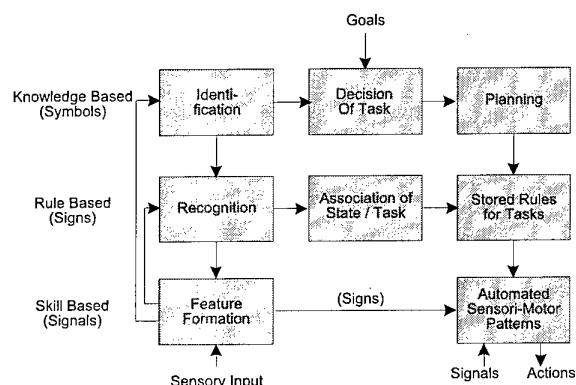 Goals
Knowledge Based
(Symbols)
Identi-
fication
Decision
Of Task
Planning
Rule Based
(Signs)
Recognition
Association of
State / Task
Stored Rules
for Tasks
Skill Based
(Signals)
Feature
Formation
(Signs)
Automated
Sensori-Motor
Patterns
Sensory Input
Signals
Actions